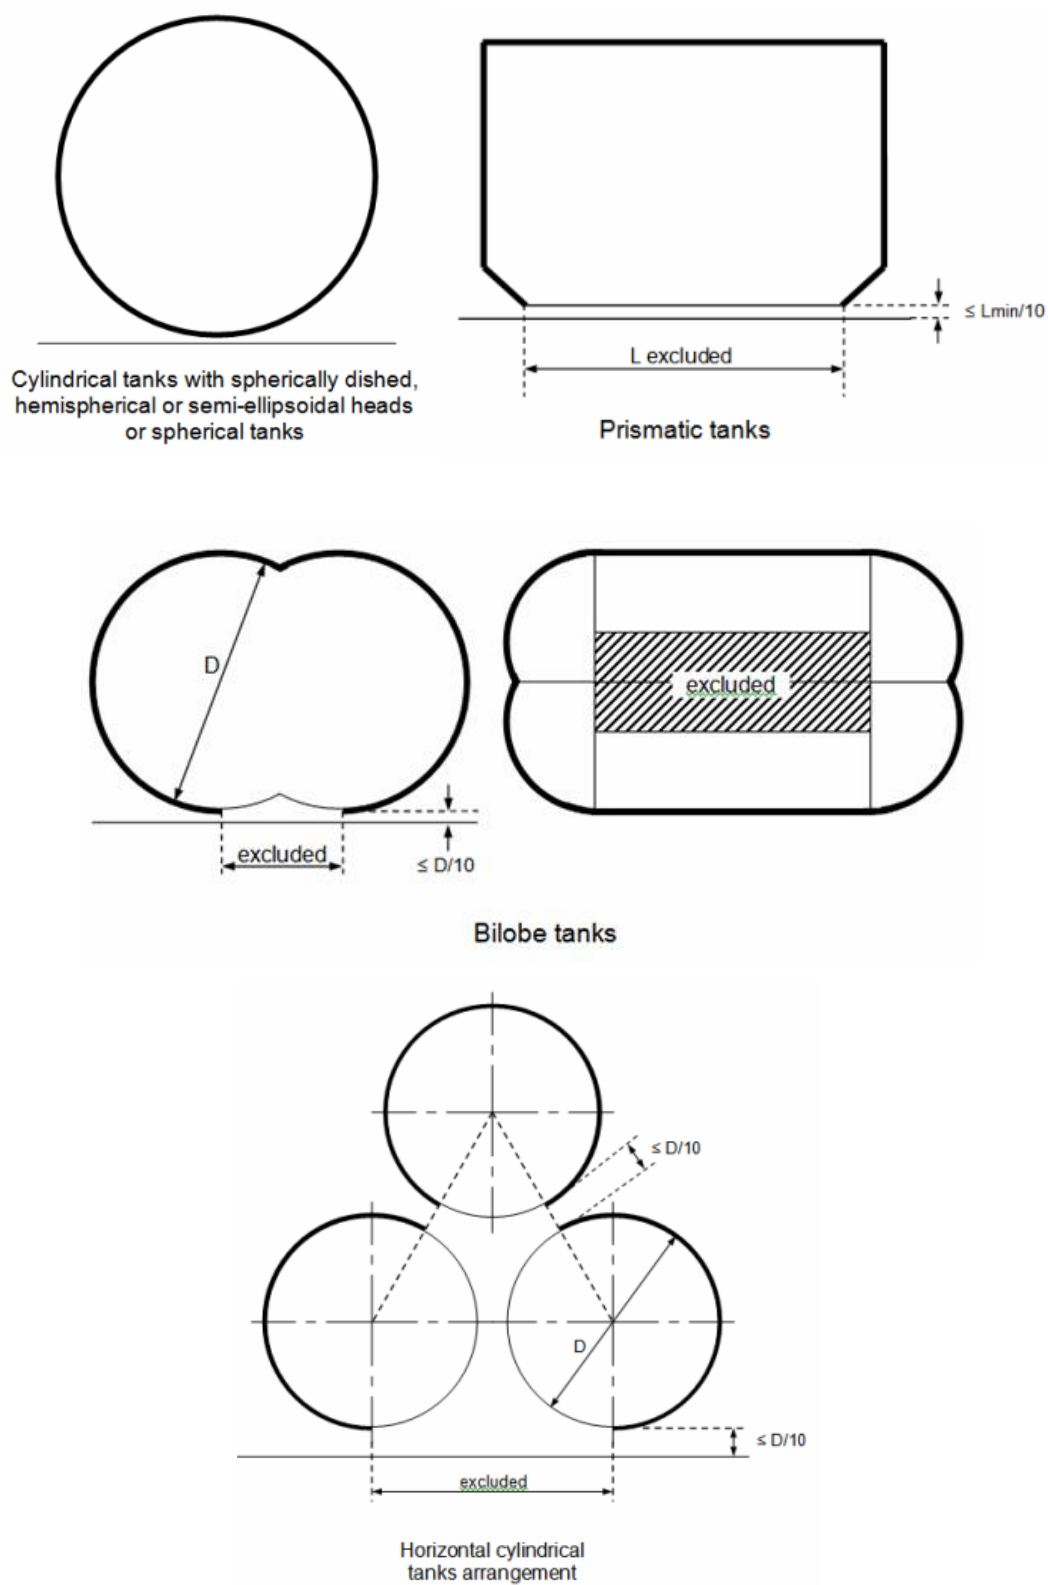 ≤ Lmin/10
L excluded
Cylindrical tanks with spherically dished,
hemispherical or semi-ellipsoidal heads
or spherical tanks
Prismatic tanks
D
excluded
≤ D/10
excluded
Bilobe tanks
≤ D/10
D
≤ D/10
excluded
Horizontal cylindrical
tanks arrangement